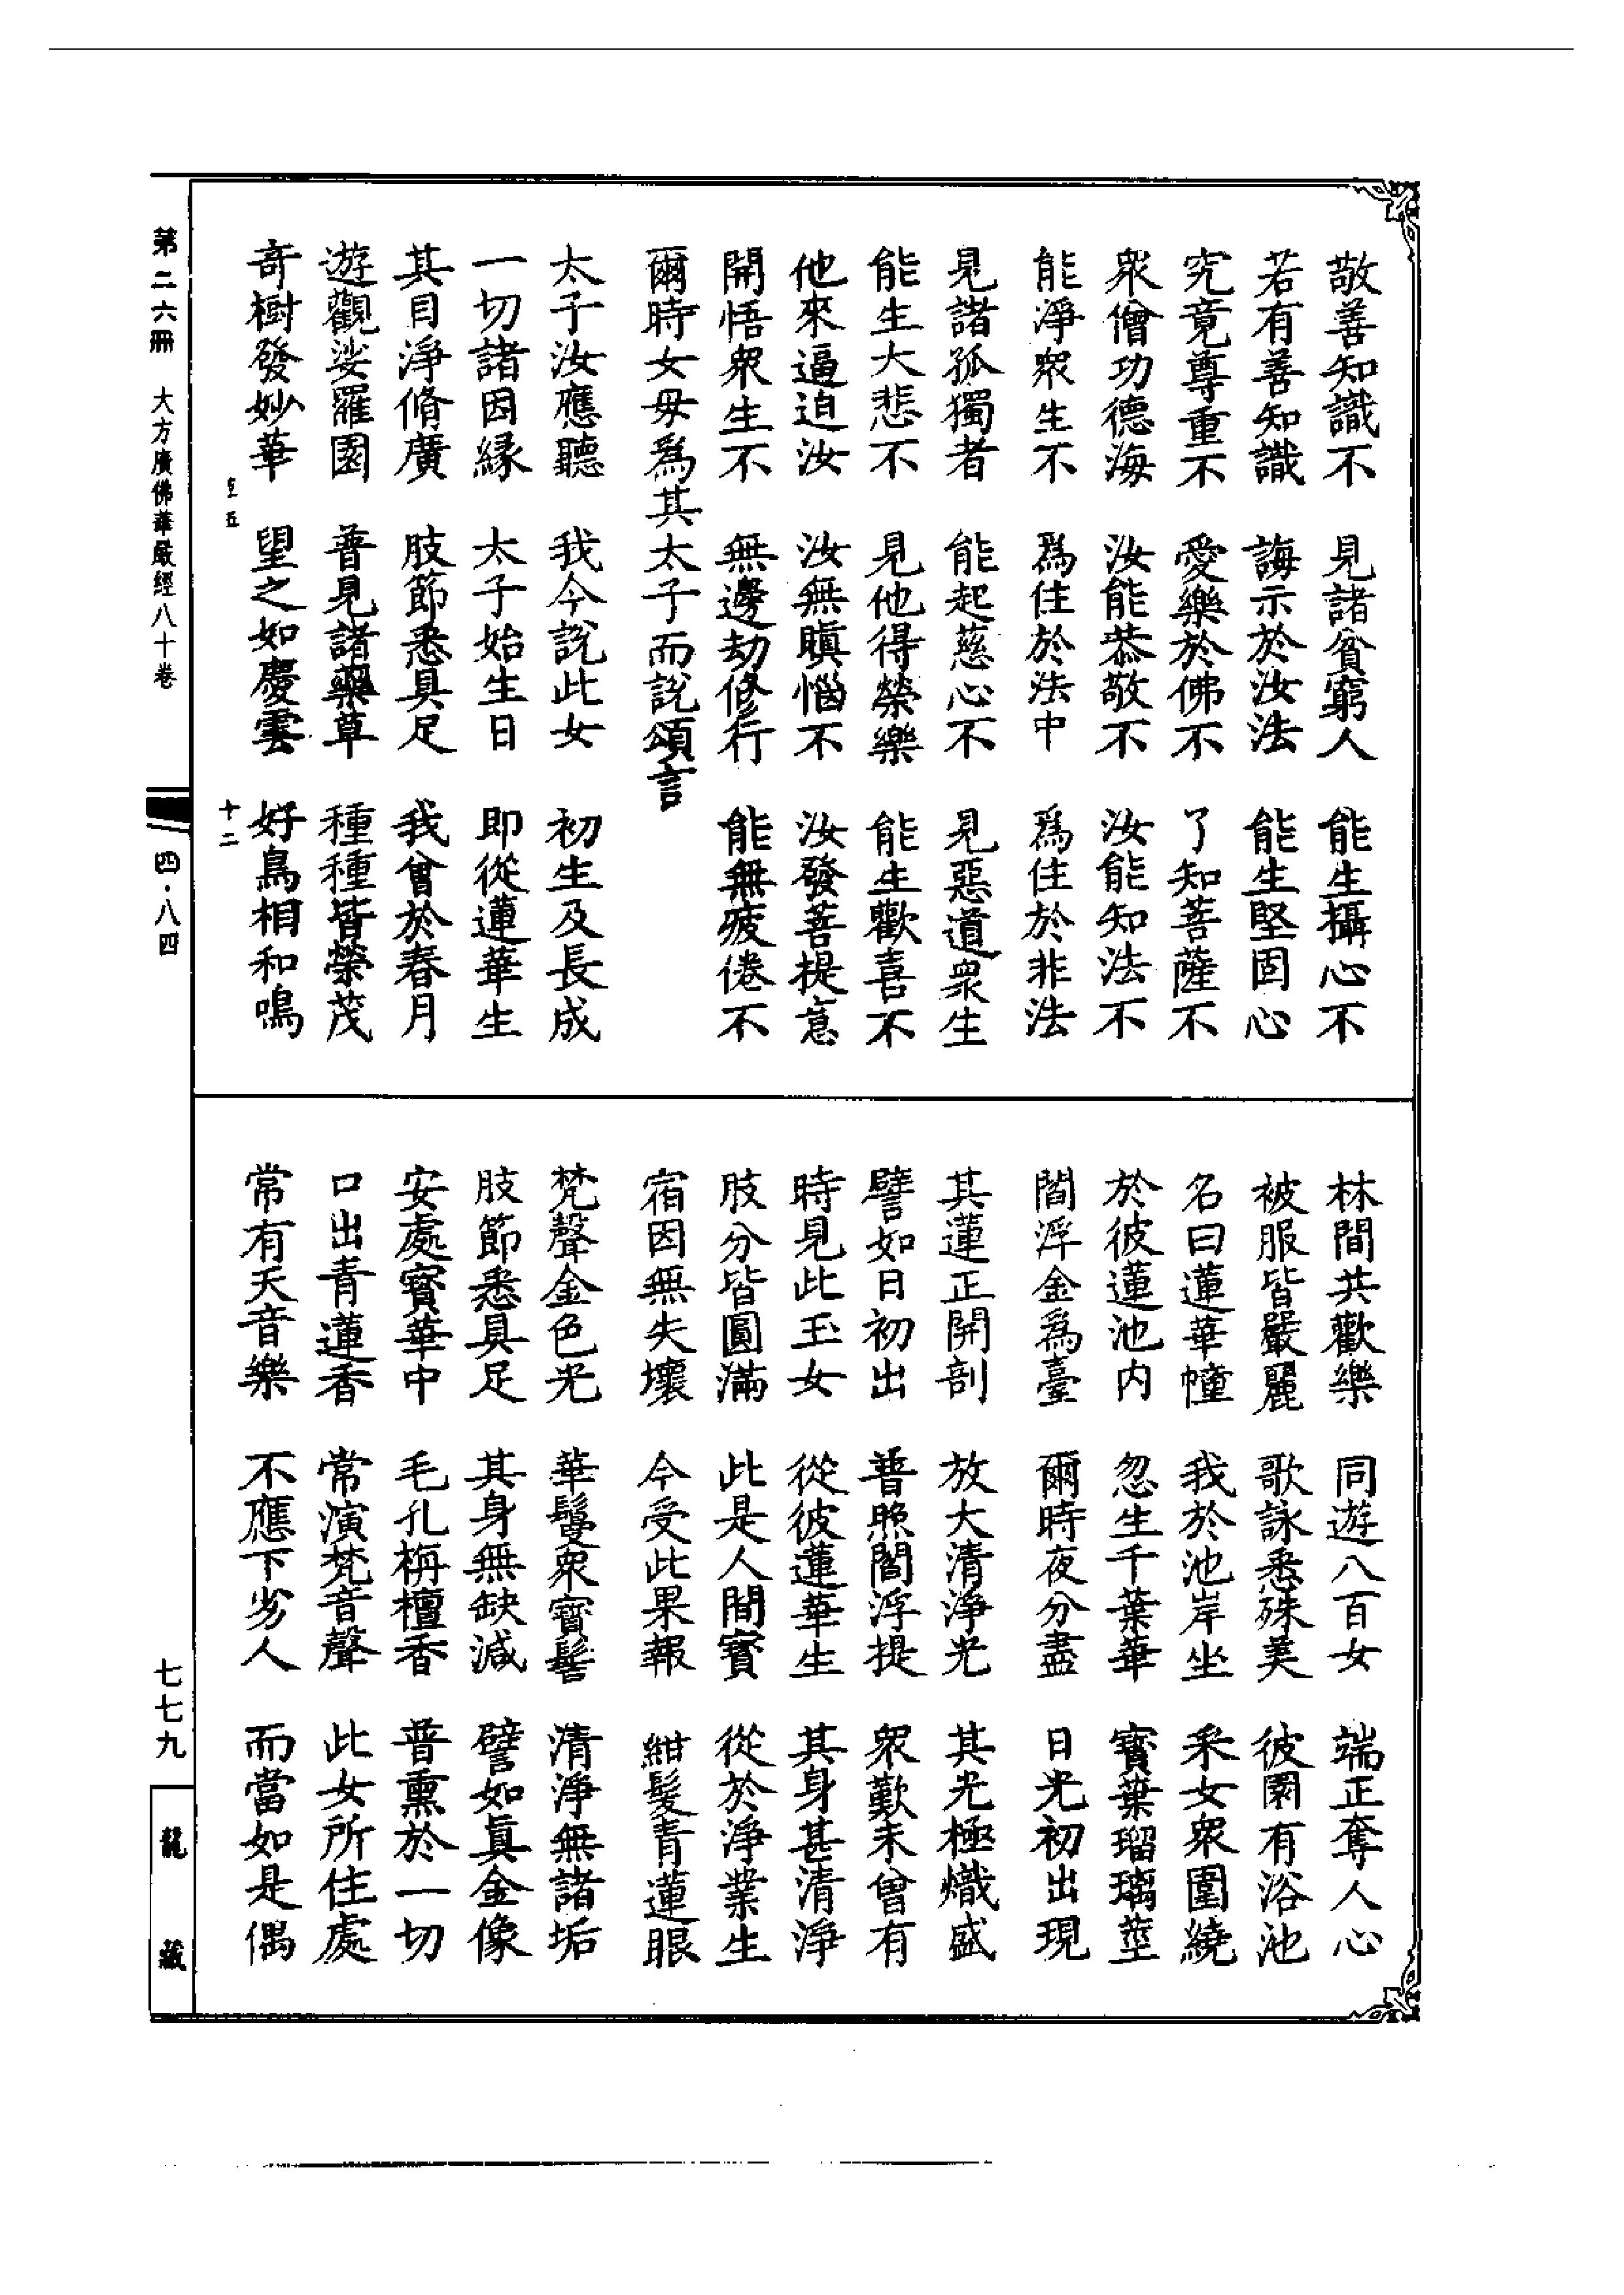 敬善知識不　見諸貧窮人　能生攝心不
若有善知識　誨示於汝法　能生堅固心
究竟尊重不　愛樂於佛不　了知菩薩不
衆僧功德海　汝能恭敬不　汝能知法不
能淨衆生不　爲住於法中　爲住於非法
見諸孤獨者　能起慈心不　見惡道衆生
能生大悲不　見他得榮樂　能生歡喜不
他來逼迫汝　汝無瞋惱不　汝發菩提意
開悟衆生不　無邊劫修行　能無疲倦不
爾時女母爲其太子而說頌言
太子汝應聽　我今說此女　初生及長成
一切諸因縁　太子始生日　即從蓮華生
其目淨脩廣　肢節悉具足　我曾於春月
遊觀娑羅園　普見諸藥草　種種皆榮茂
奇樹發妙華　望之如慶雲　好鳥相和鳴
林間共歡樂　同遊八百女　端正奪人心
被服皆嚴麗　歌詠悉殊美　彼園有浴池
名曰蓮華幢　我於池岸坐　采女衆圍繞
於彼蓮池内　忽生千葉華　寳葉瑠璃莖
閻浮金爲臺　爾時夜分盡　日光初出現
其蓮正開剖　放大清淨光　其光極熾盛
譬如日初出　普照閻浮提　衆歎未曾有
時見此玉女　從彼蓮華生　其身甚清淨
肢分皆圓滿　此是人間寳　從於淨業生
宿因無失壞　今受此果報　紺髮青蓮眼
梵聲金色光　華鬘衆寳髻　清淨無諸垢
肢節悉具足　其身無缺減　譬如眞金像
安處寳華中　毛孔栴檀香　普熏於一切
口出青蓮香　常演梵音聲　此女所住處
常有天音樂　不應下劣人　而當如是偶
五
十二
第二六冊　大方廣佛華嚴經八十卷
四・八四
七七九
龍藏